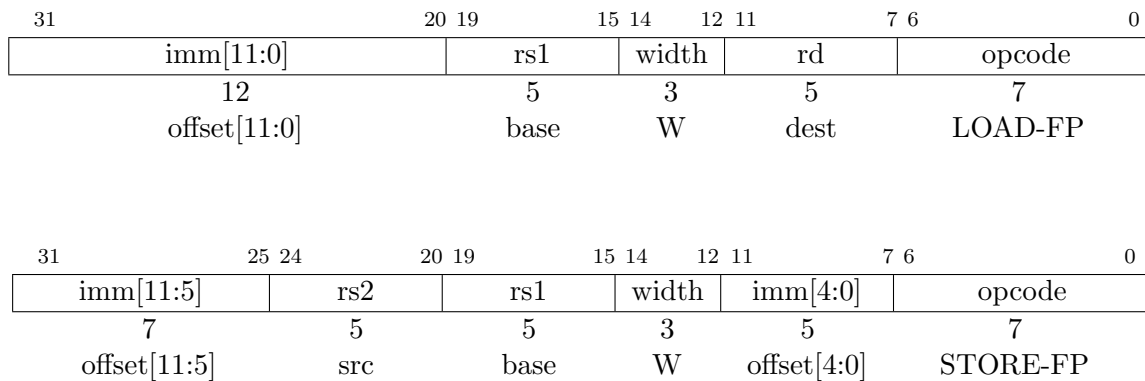 31 20 19 15 14 12 11 7 6 0
imm[11:0] rs1 width rd opcode
12 5 3 5 7
offset[11:0] base W dest LOAD-FP
31 25 24 20 19 15 14 12 11 7 6 0
imm[11:5] rs2 rs1 width imm[4:0] opcode
7 5 5 3 5 7
offset[11:5] src base W offset[4:0] STORE-FP